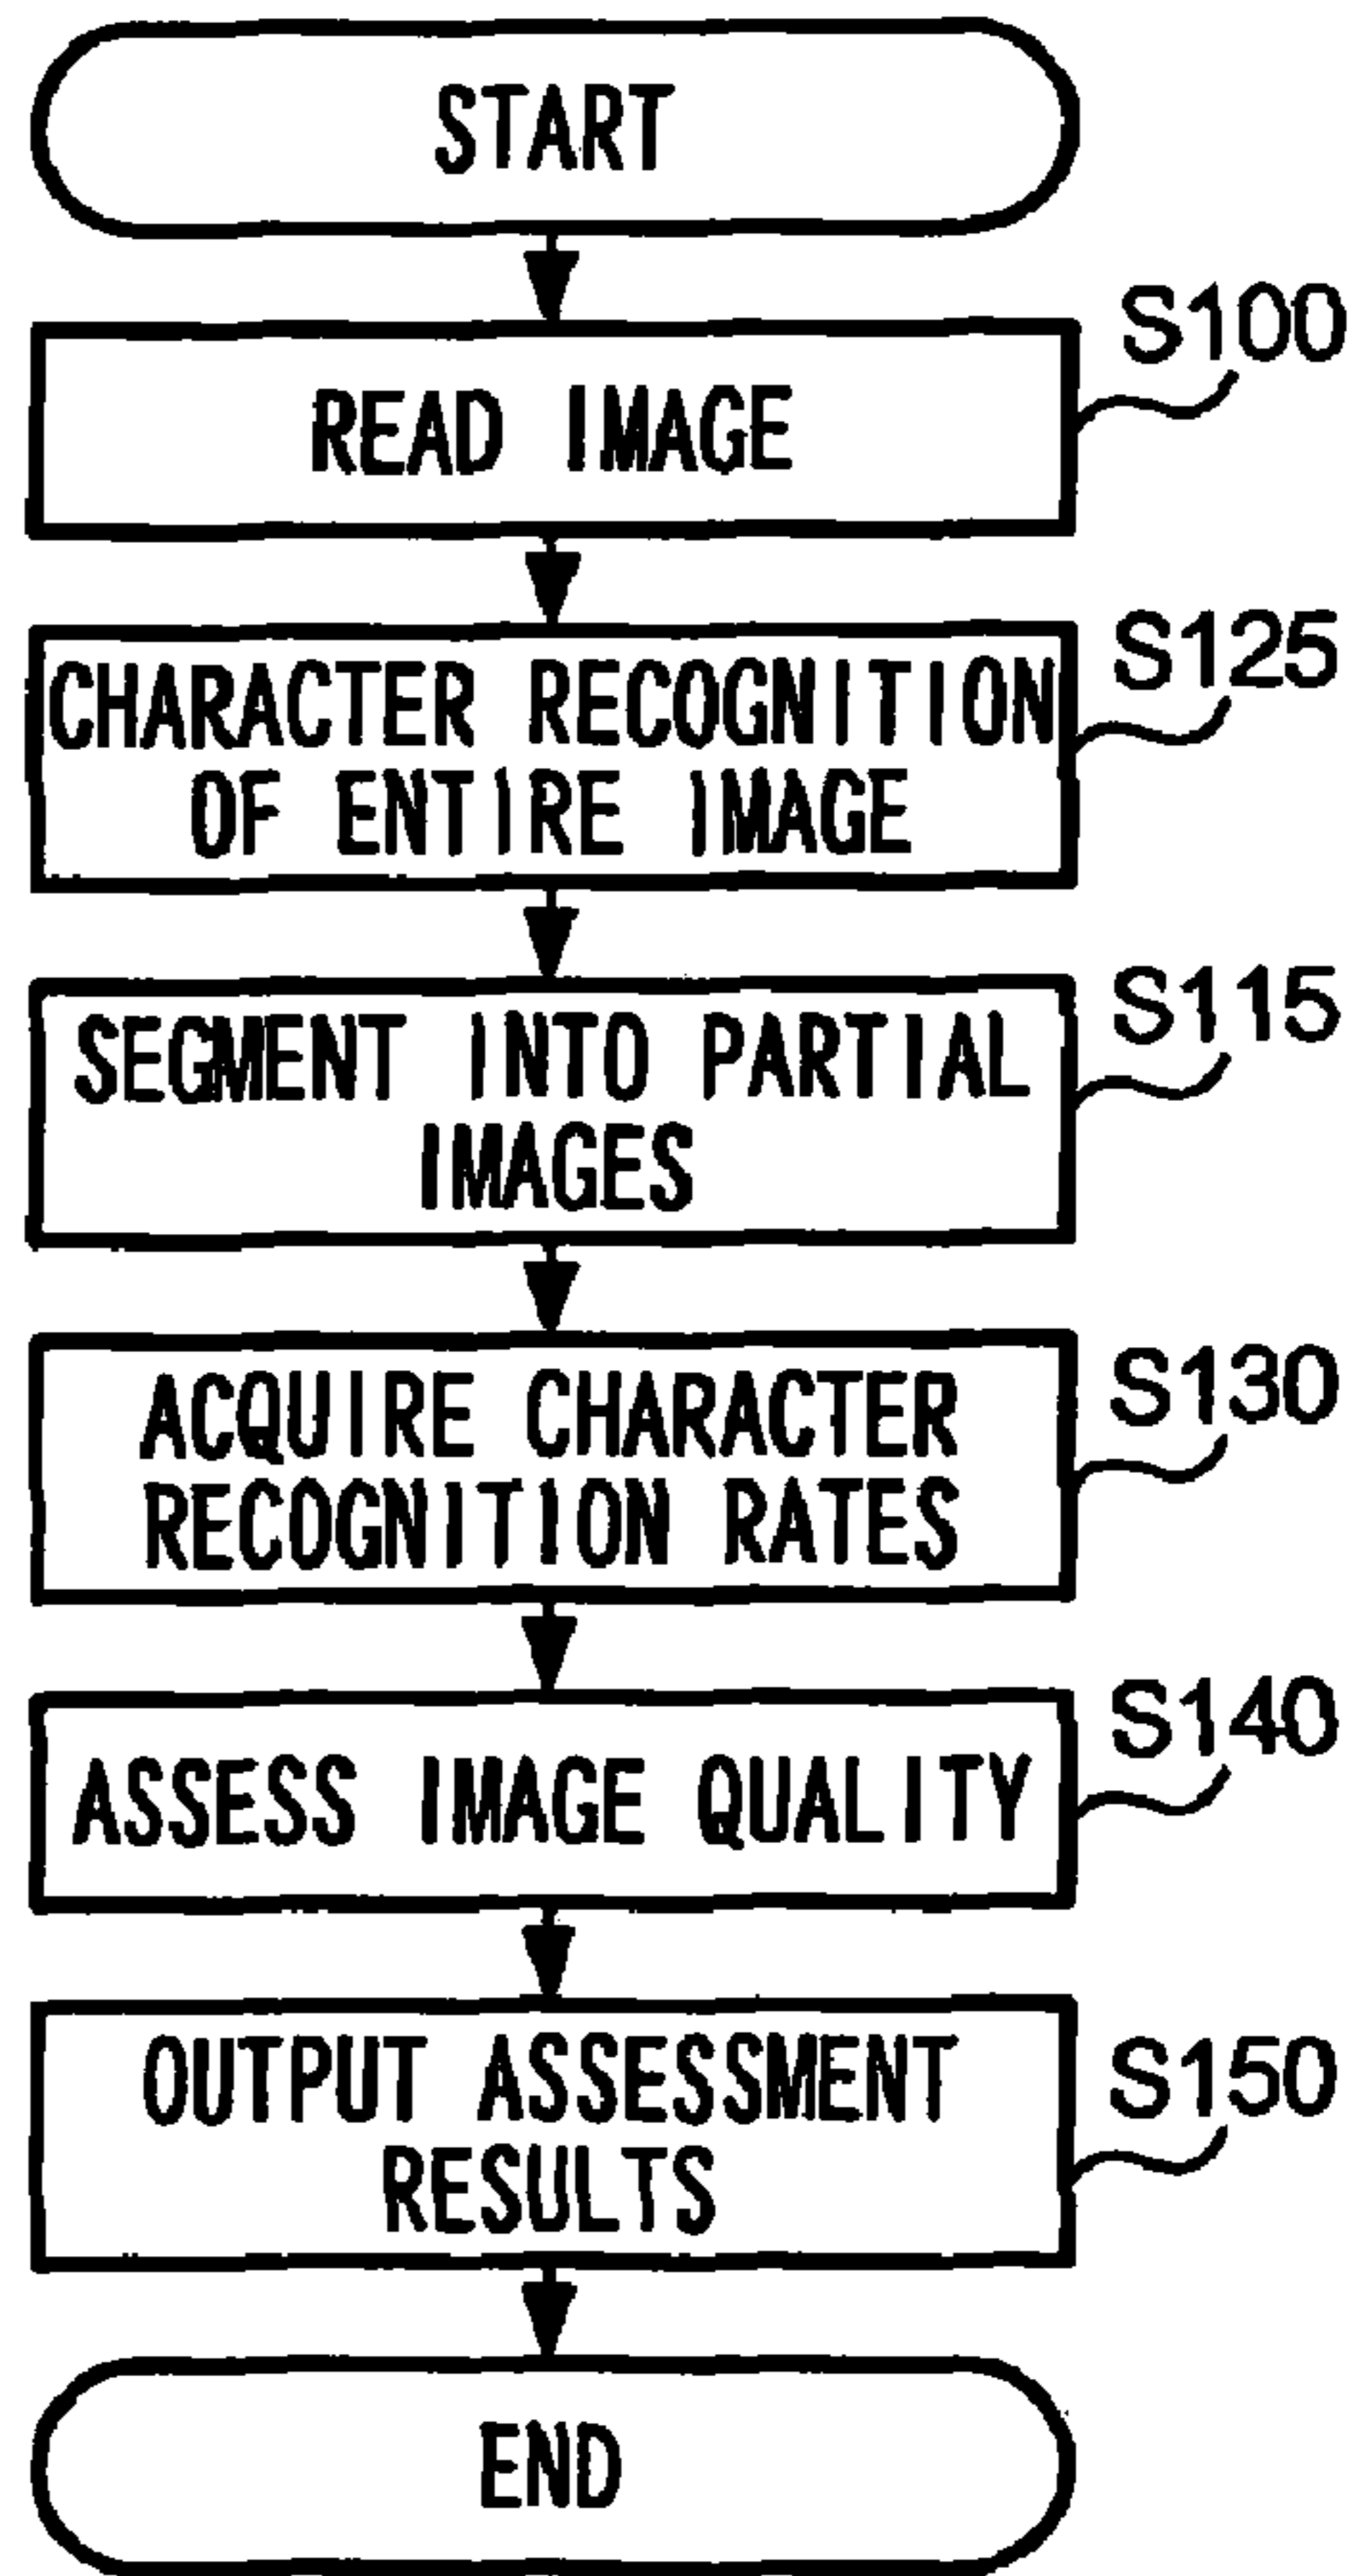 START
S100
READ IMAGE
S125
CHARACTER RECOGNITION
OF ENTIRE IMAGE
S115
SEGMENT INTO PARTIAL
IMAGES
S130
ACQUIRE CHARACTER
RECOGNITION RATES
S140
ASSESS IMAGE QUALITY
S150
OUTPUT ASSESSMENT
RESULTS
END